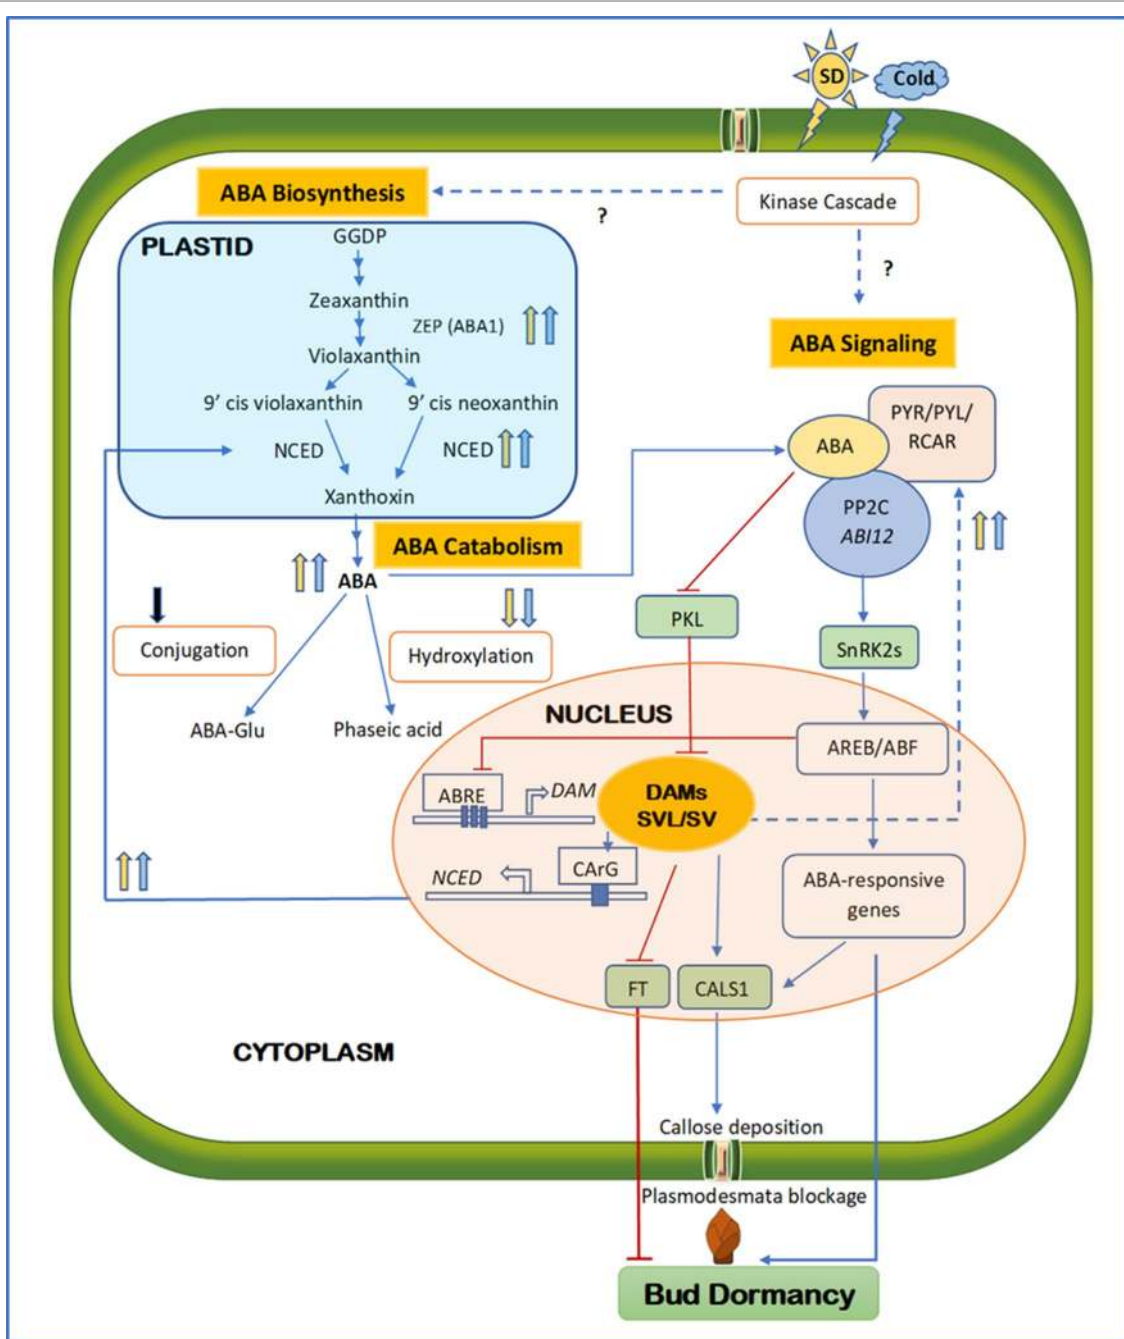 SD
Cold
ABA Biosynthesis
Kinase Cascade
?
?
PLASTID
GGDP
Zeaxanthin
ZEP (ABA1)
Violaxanthin
9’ cis violaxanthin
9’ cis neoxanthin
NCED
NCED
Xanthoxin
ABA Signaling
PYR/PYL/
RCAR
ABA
PP2C
ABI12
ABA Catabolism
ABA
Conjugation
Hydroxylation
PKL
SnRK2s
ABA-Glu
Phaseic acid
NUCLEUS
AREB/ABF
ABRE
DAM
DAMs
SVL/SV
NCED
CArG
ABA-responsive
genes
FT
CALS1
CYTOPLASM
Callose deposition
Plasmodesmata blockage
Bud Dormancy